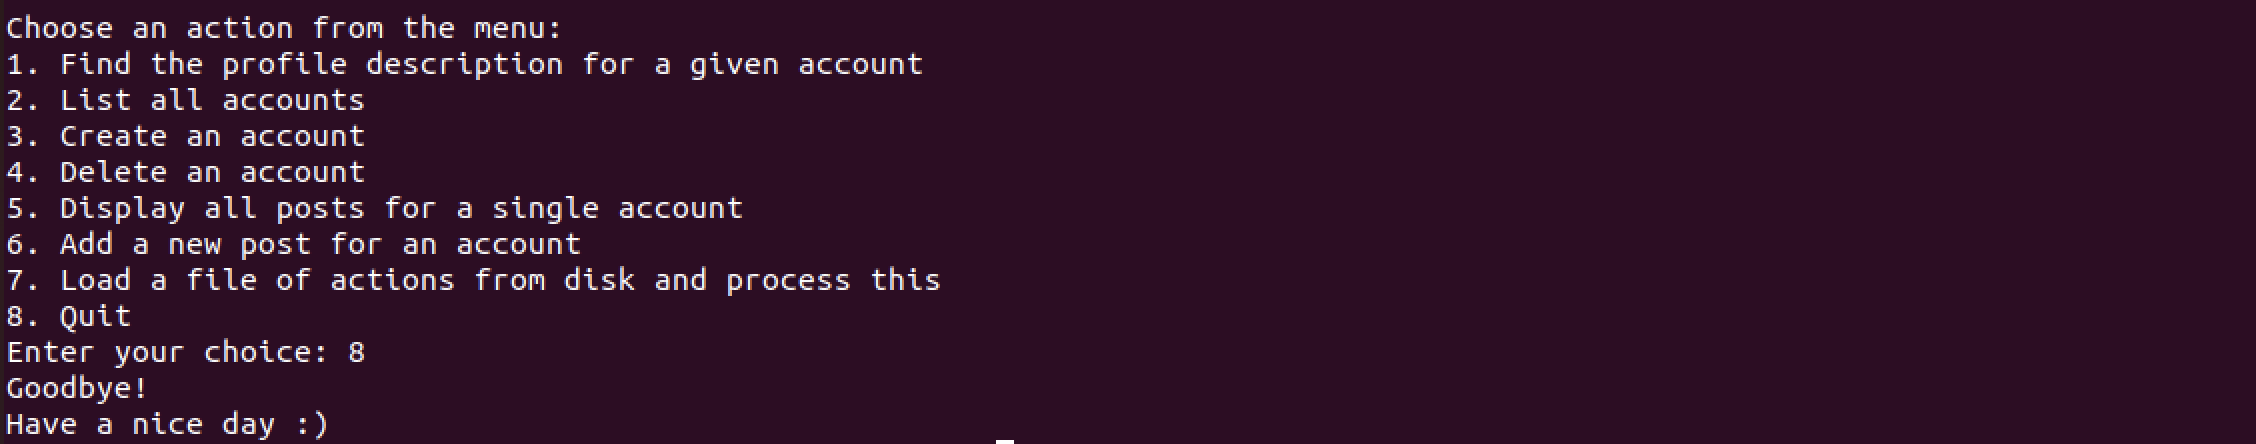 Choose an action from the menu:
1. Find the profile description for a given account
2. List all accounts
3. Create an account
4. Delete an account
5. Display all posts for a single account
6. Add a new post for an account
7. Load a file of actions from disk and process this
8. Quit
Enter your choice: 8
Goodbye!
Have a nice day :)